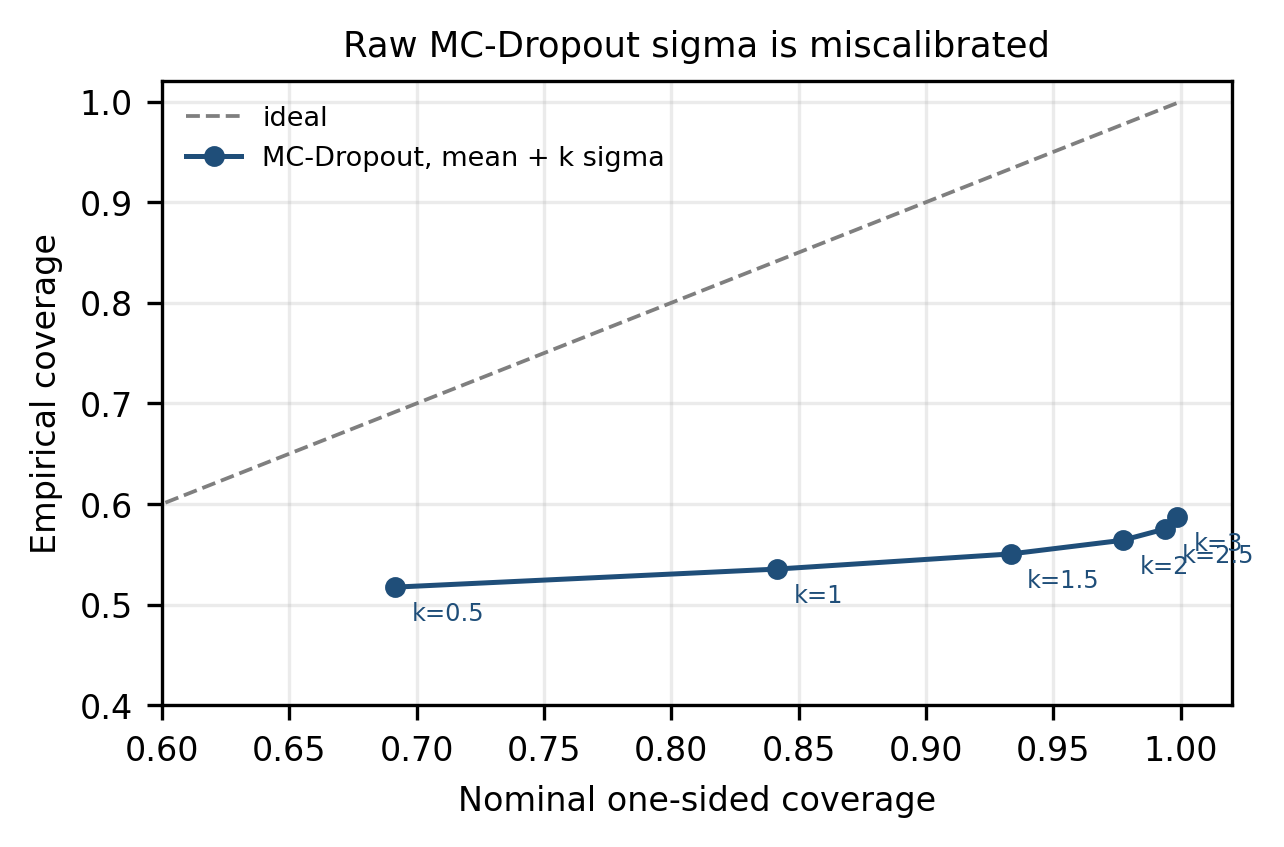 Raw MC-Dropout sigma is miscalibrated
1.0
0.9
0.8
0.7
0.6
0.5
0.4
Empirical coverage
ideal
MC-Dropout, mean + k sigma
k=0.5
k=1
k=1.5
k=2
k=2.5
k=3
0.60 0.65 0.70 0.75 0.80 0.85 0.90 0.95 1.00
Nominal one-sided coverage